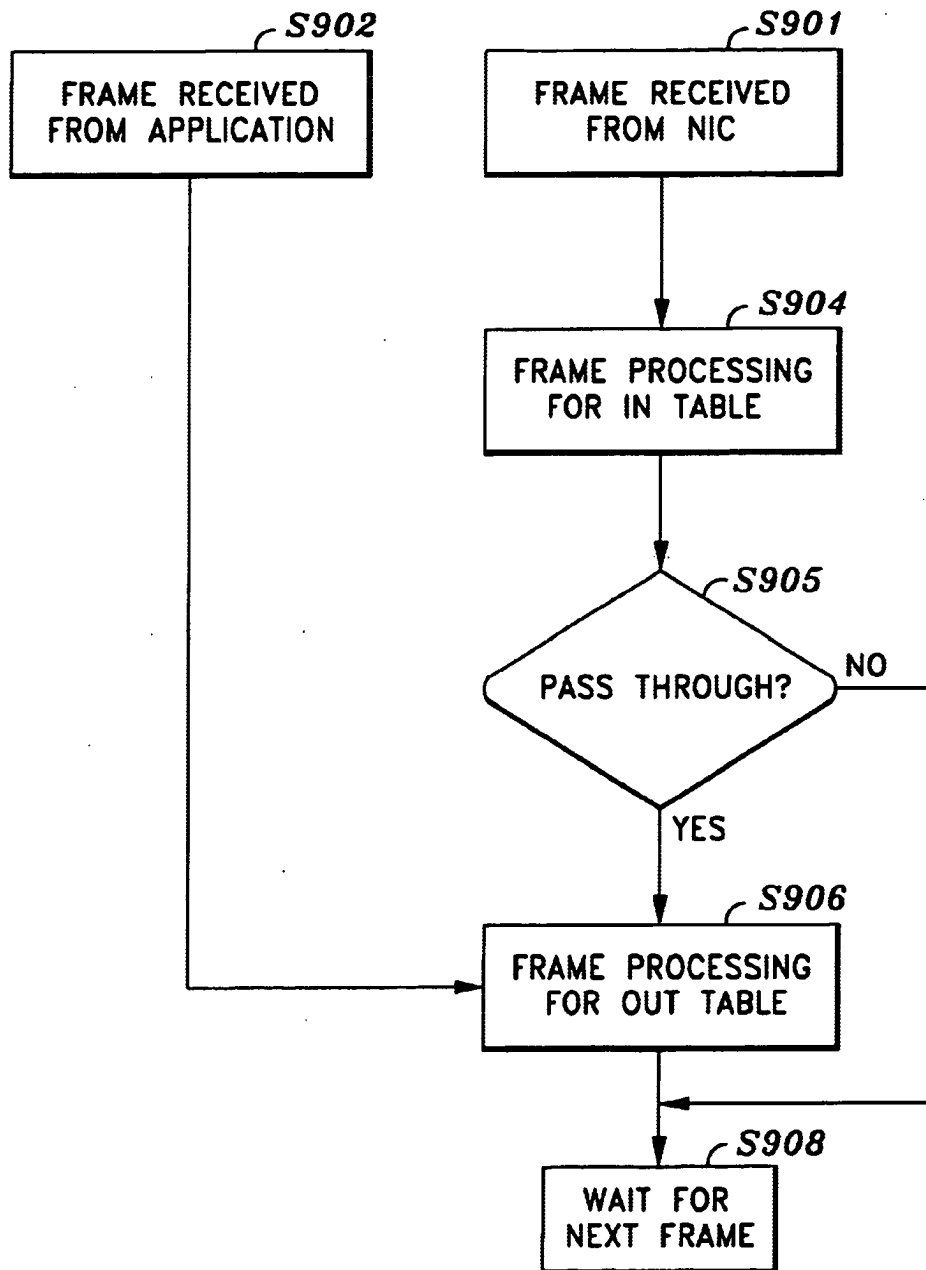 S902
FRAME RECEIVED
FROM APPLICATION
S901
FRAME RECEIVED
FROM NIC
S904
FRAME PROCESSING
FOR IN TABLE
S905
PASS THROUGH?
NO
YES
S906
FRAME PROCESSING
FOR OUT TABLE
S908
WAIT FOR
NEXT FRAME